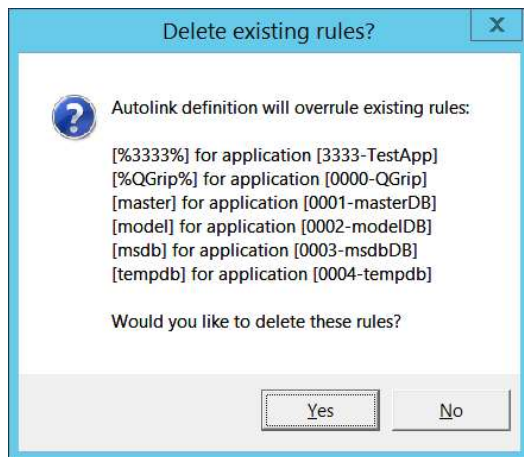 Delete existing rules?
X
?
Autolink definition will overrule existing rules:
[%3333%] for application [3333-TestApp]
[%QGrip%] for application [0000-QGrip]
[master] for application [0001-masterDB]
[model] for application [0002-modelDB]
[msdb] for application [0003-msdbDB]
[tempdb] for application [0004-tempdb]
Would you like to delete these rules?
Yes
No